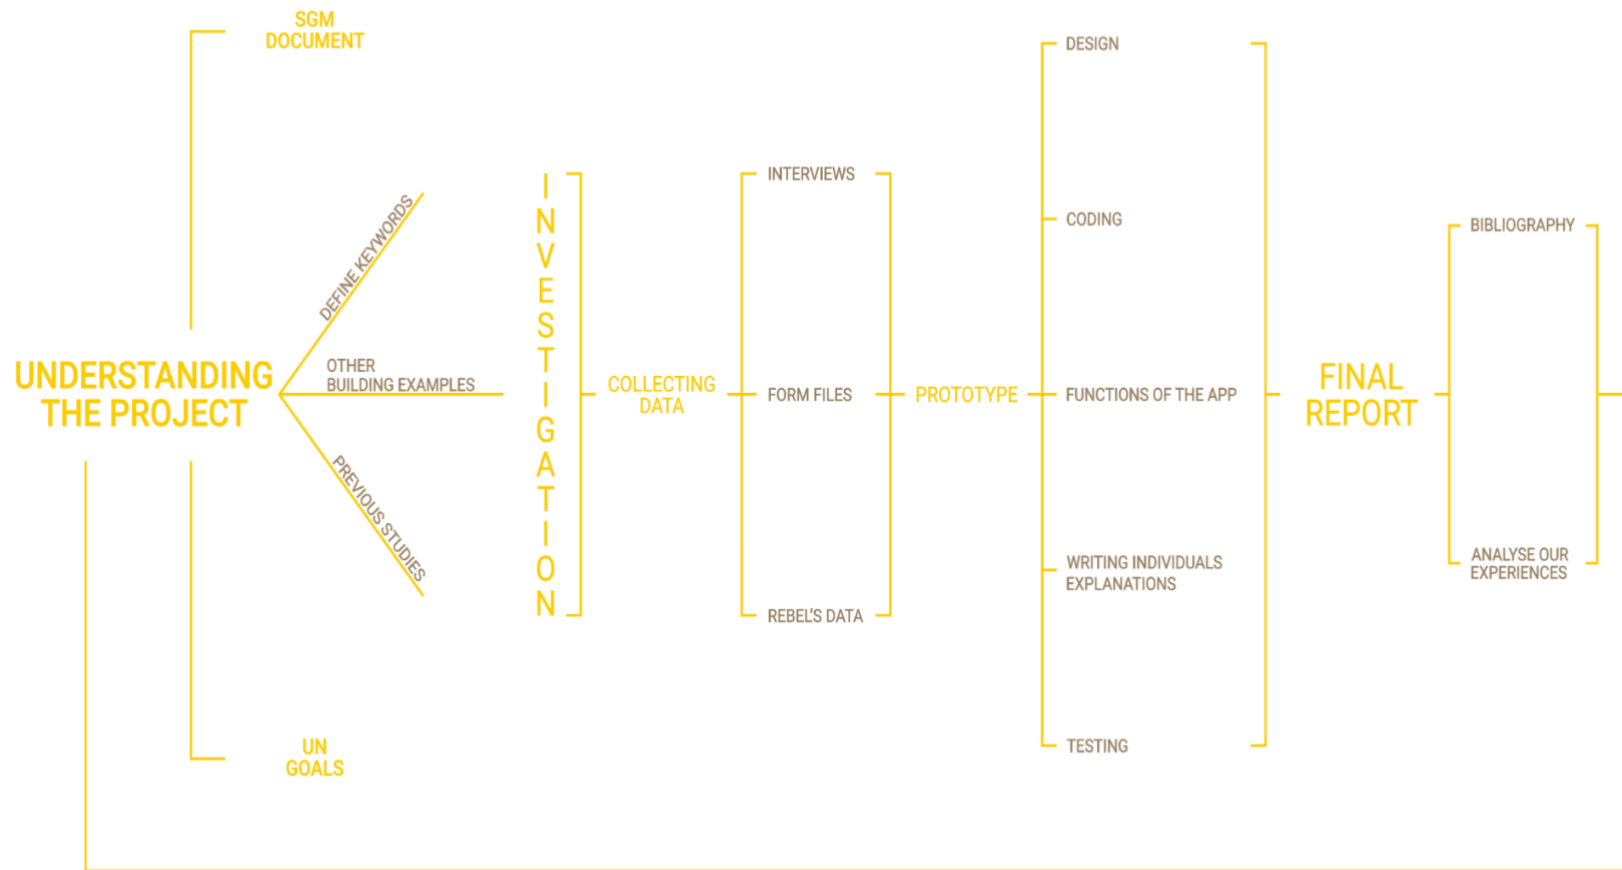 SGM
DOCUMENT
UNDERSTANDING
THE PROJECT
UN
GOALS
DEFINE KEYWORDS
OTHER
BUILDING EXAMPLES
PREVIOUS STUDIES
INVESTIGATION
COLLECTING
DATA
INTERVIEWS
FORM FILES
REBEL'S DATA
PROTOTYPE
DESIGN
CODING
FUNCTIONS OF THE APP
WRITING INDIVIDUALS
EXPLANATIONS
TESTING
FINAL
REPORT
BIBLIOGRAPHY
ANALYSE OUR
EXPERIENCES